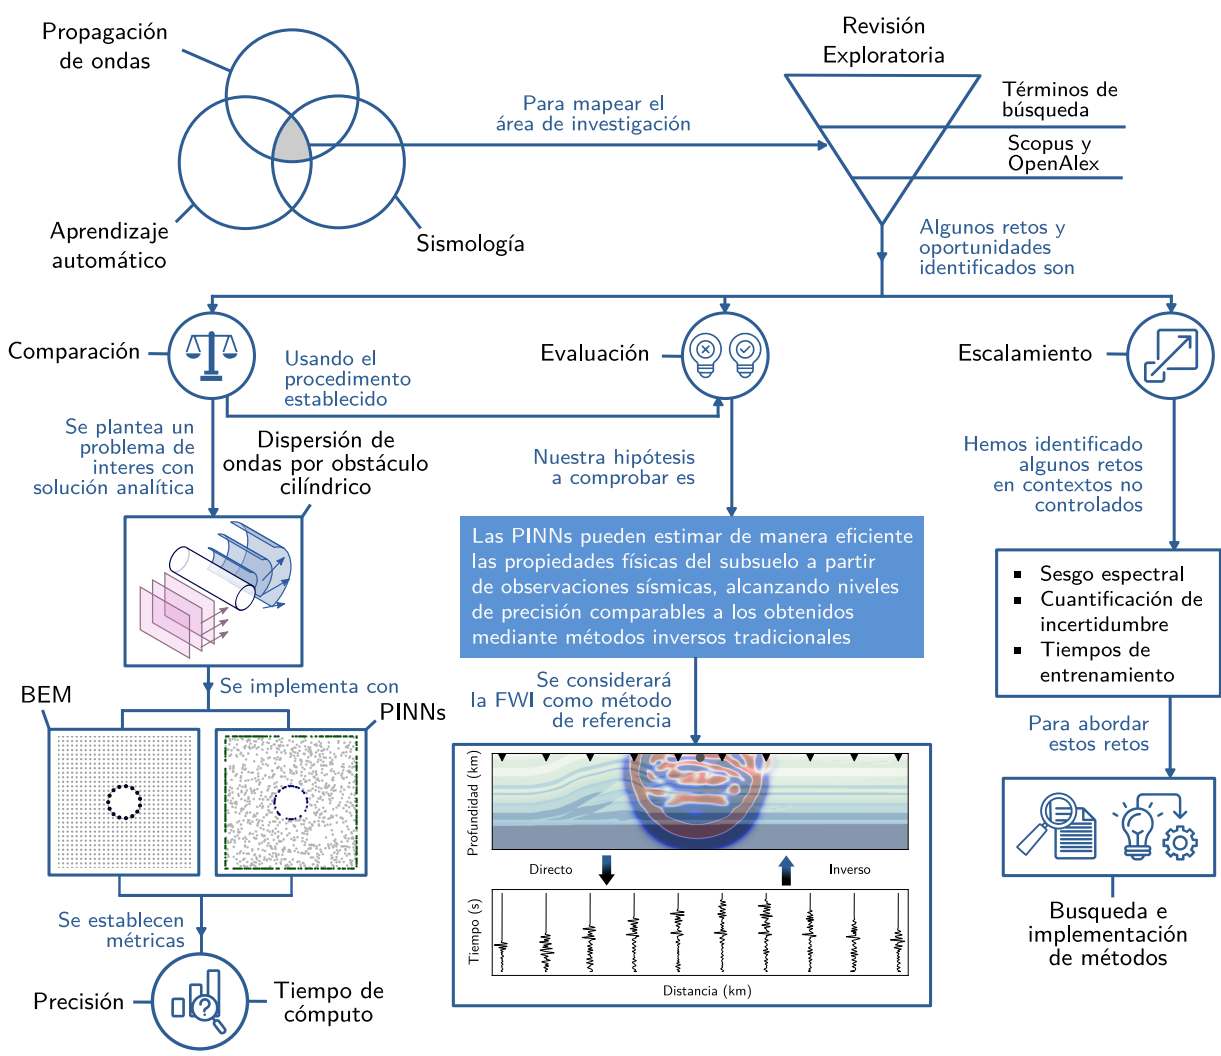 Propagación
de ondas
Aprendizaje
automático
Sismología
Para mapear el
área de investigación
Revisión
Exploratoria
Términos de
búsqueda
Scopus y
OpenAlex
Algunos retos y
oportunidades
identificados son
Comparación
Usando el
procedimento
establecido
Evaluación
Escalamiento
Se plantea un
problema de
interes con
solución analítica
Dispersión de
ondas por obstáculo
cilíndrico
Se implementa con
BEM
PINNs
Se establecen
métricas
Precisión
?
Tiempo de
cómputo
Nuestra hipótesis
a comprobar es
Las PINNs pueden estimar de manera eficiente
las propiedades físicas del subsuelo a partir
de observaciones sísmicas, alcanzando niveles
de precisión comparables a los obtenidos
mediante métodos inversos tradicionales
Se considerará
la FWI como método
de referencia
Profundidad (km)
Directo
Inverso
Tiempo (s)
Distancia (km)
Hemos identificado
algunos retos
en contextos no
controlados
▪ Sesgo espectral
▪ Cuantificación de
incertidumbre
▪ Tiempos de
entrenamiento
Para abordar
estos retos
Busqueda e
implementación
de métodos